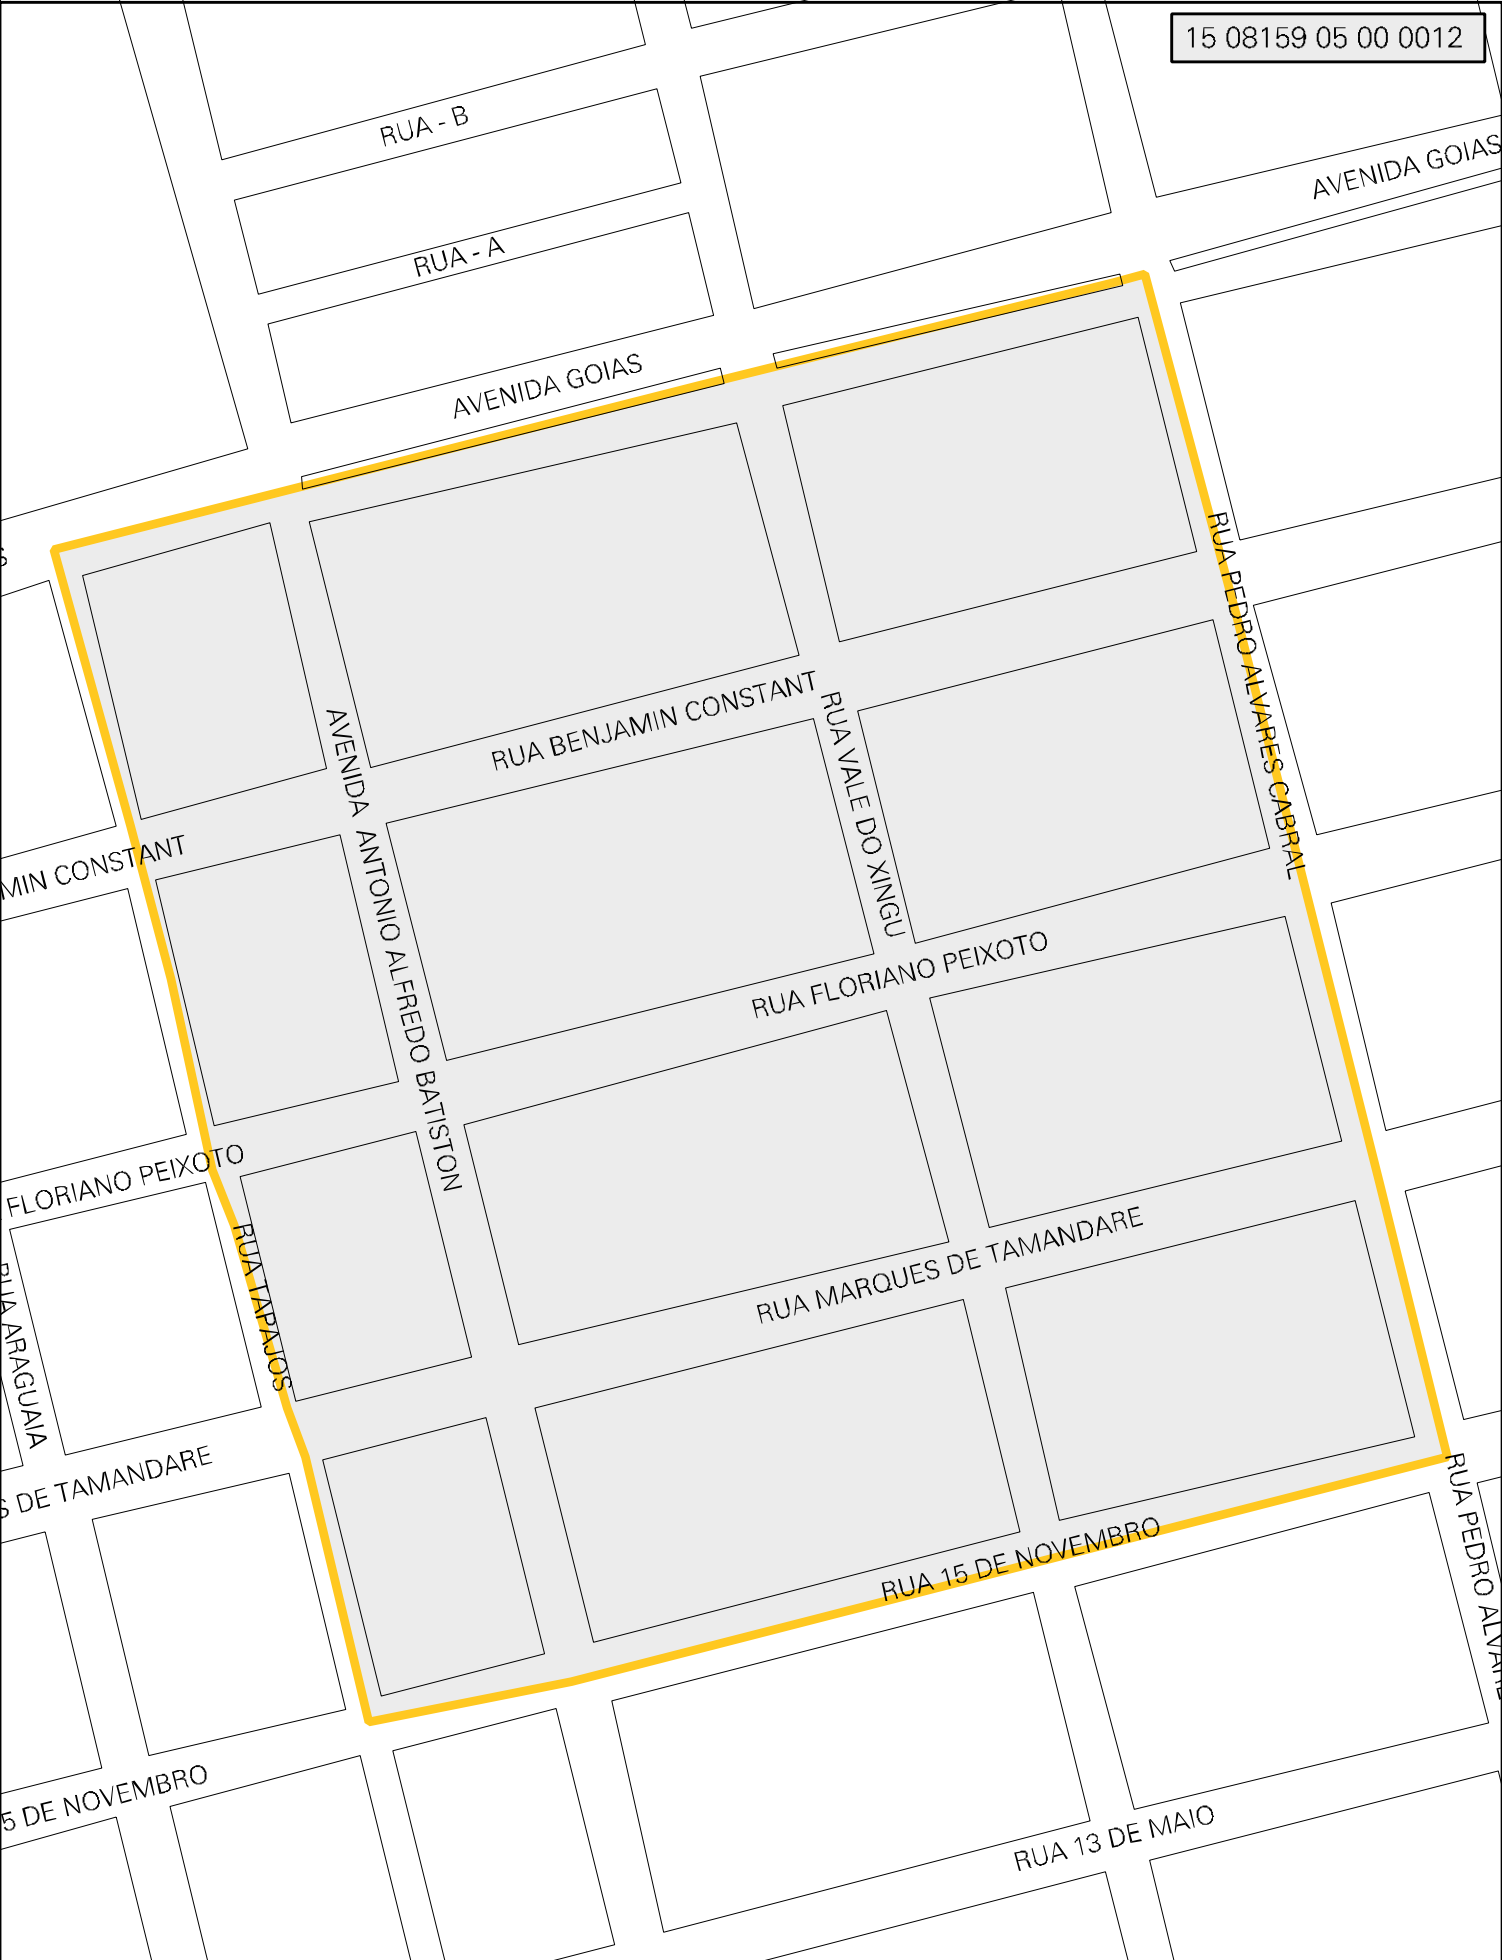 15 08159 05 00 0012
RUA - B
AVENIDA GOIAS
RUA - A
AVENIDA GOIAS
RUA PEDRO ALVARES CABRAL
RUA BENJAMIN CONSTANT
RUA VALE DO XINGU
AVENIDA ANTONIO ALFREDO BATISTON
MIN CONSTANT
RUA FLORIANO PEIXOTO
FLORIANO PEIXOTO
RUA TAPAJOS
RUA ARAGUAIA
RUA MARQUES DE TAMANDARE
S DE TAMANDARE
RUA 15 DE NOVEMBRO
RUA PEDRO ALVARE
5 DE NOVEMBRO
RUA 13 DE MAIO